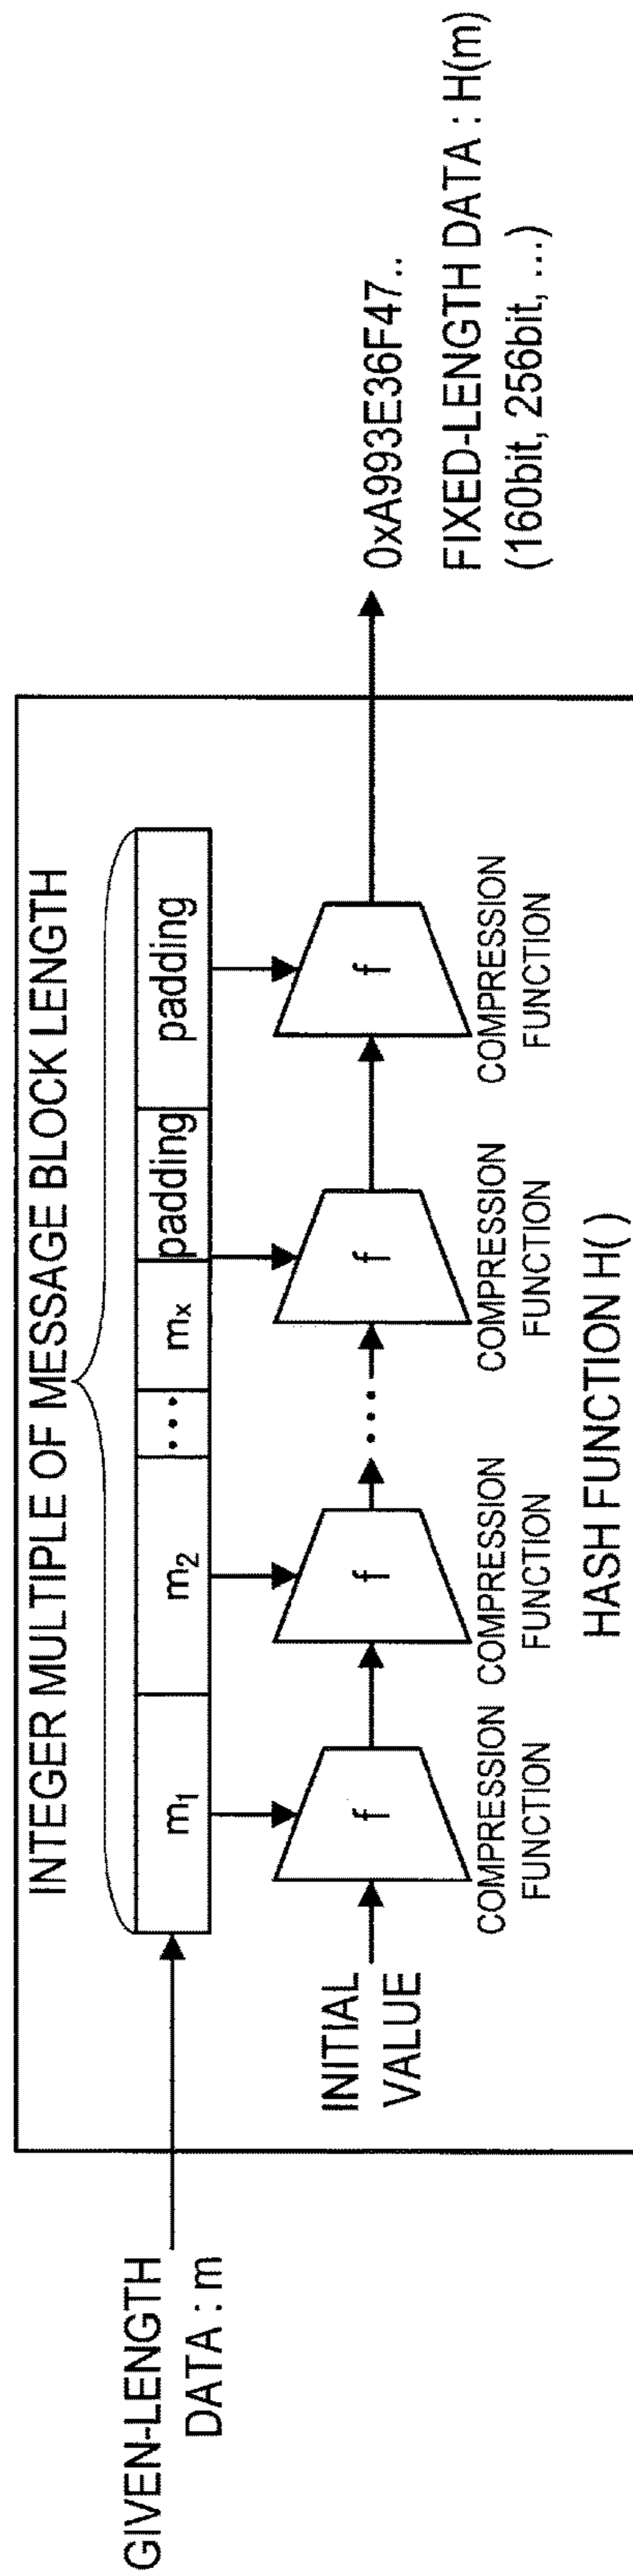 INTEGER MULTIPLE OF MESSAGE BLOCK LENGTH
GIVEN-LENGTH
DATA : m
m₁ m₂ ... mₓ padding padding
INITIAL
VALUE
f f ... f f
0xA993E36F47..
FIXED-LENGTH DATA : H(m)
(160bit, 256bit, ...)
COMPRESSION
FUNCTION
COMPRESSION
FUNCTION
COMPRESSION
FUNCTION
COMPRESSION
FUNCTION
HASH FUNCTION H( )